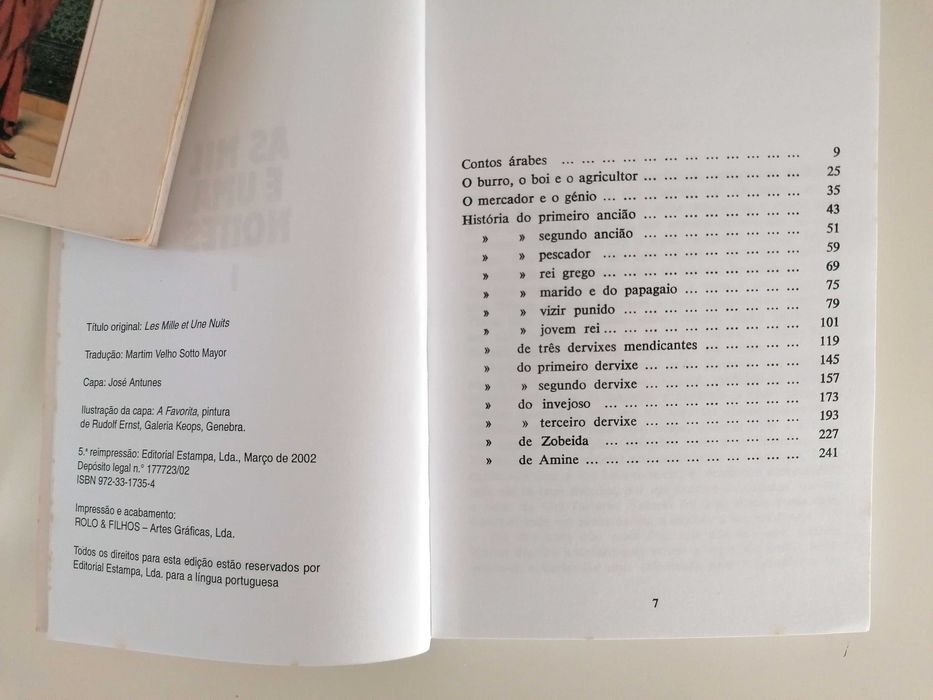 Título original: Les Mille et Une Nuits
Tradução: Martim Velho Sotto Mayor
Capa: José Antunes
Ilustração da capa: A Favorita, pintura
de Rudolf Ernst, Galeria Keops, Genebra.
5.ª reimpressão: Editorial Estampa, Lda., Março de 2002
Depósito legal n.º 177723/02
ISBN 972-33-1735-4
Impressão e acabamento:
ROLO & FILHOS – Artes Gráficas, Lda.
Todos os direitos para esta edição estão reservados por
Editorial Estampa, Lda. para a língua portuguesa
Contos árabes ... ... ... ... ... ... ... ... ... ... ... ... 9
O burro, o boi e o agricultor ... ... ... ... ... ... ... ... 25
O mercador e o génio ... ... ... ... ... ... ... ... ... ... 35
História do primeiro ancião ... ... ... ... ... ... ... ... 43
» » segundo ancião ... ... ... ... ... ... ... ... 51
» » pescador ... ... ... ... ... ... ... ... ... ... 59
» » rei grego ... ... ... ... ... ... ... ... ... ... 69
» » marido e do papagaio ... ... ... ... ... ... 75
» » vizir punido ... ... ... ... ... ... ... ... ... 79
» » jovem rei ... ... ... ... ... ... ... ... ... ... 101
» de três dervixes mendicantes ... ... ... ... ... 119
» do primeiro dervixe ... ... ... ... ... ... ... ... 145
» » segundo dervixe ... ... ... ... ... ... ... ... 157
» do invejoso ... ... ... ... ... ... ... ... ... ... 173
» » terceiro dervixe ... ... ... ... ... ... ... ... 193
» de Zobeida ... ... ... ... ... ... ... ... ... ... 227
» de Amine ... ... ... ... ... ... ... ... ... ... ... 241
7
AS MIL
E UMA
NOITES
I